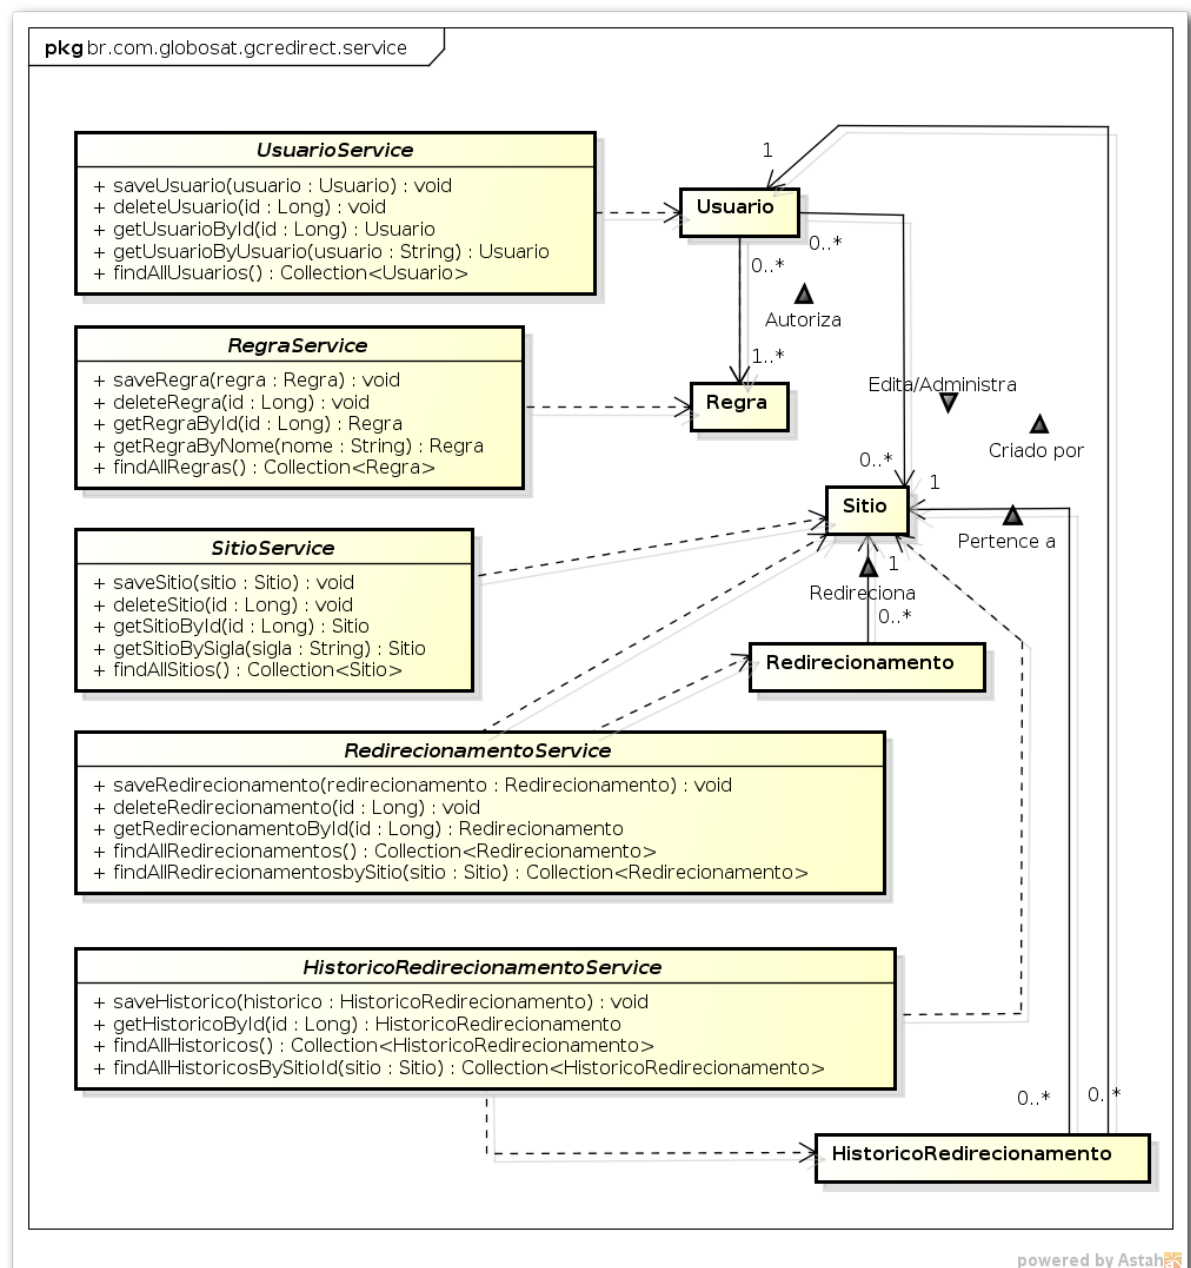 pkg br.com.globosat.gcredirect.service
UsuarioService
+ saveUsuario(usuario : Usuario) : void
+ deleteUsuario(id : Long) : void
+ getUsuarioById(id : Long) : Usuario
+ getUsuarioByUsuario(usuario : String) : Usuario
+ findAllUsuarios() : Collection<Usuario>
1
Usuario
0..*
0..*
Autoriza
1..*
RegraService
+ saveRegra(regra : Regra) : void
+ deleteRegra(id : Long) : void
+ getRegraById(id : Long) : Regra
+ getRegraByNome(nome : String) : Regra
+ findAllRegras() : Collection<Regra>
Regra
Edita/Administra
Criado por
0..*
1
Sitio
Pertence a
1
Redireciona
0..*
SitioService
+ saveSitio(sitio : Sitio) : void
+ deleteSitio(id : Long) : void
+ getSitioById(id : Long) : Sitio
+ getSitioBySigla(sigla : String) : Sitio
+ findAllSitios() : Collection<Sitio>
Redirecionamento
RedirecionamentoService
+ saveRedirecionamento(redirecionamento : Redirecionamento) : void
+ deleteRedirecionamento(id : Long) : void
+ getRedirecionamentoById(id : Long) : Redirecionamento
+ findAllRedirecionamentos() : Collection<Redirecionamento>
+ findAllRedirecionamentosbySitio(sitio : Sitio) : Collection<Redirecionamento>
HistoricoRedirecionamentoService
+ saveHistorico(historico : HistoricoRedirecionamento) : void
+ getHistoricoById(id : Long) : HistoricoRedirecionamento
+ findAllHistoricos() : Collection<HistoricoRedirecionamento>
+ findAllHistoricosBySitioId(sitio : Sitio) : Collection<HistoricoRedirecionamento>
0..*
0..*
HistoricoRedirecionamento
powered by Astah